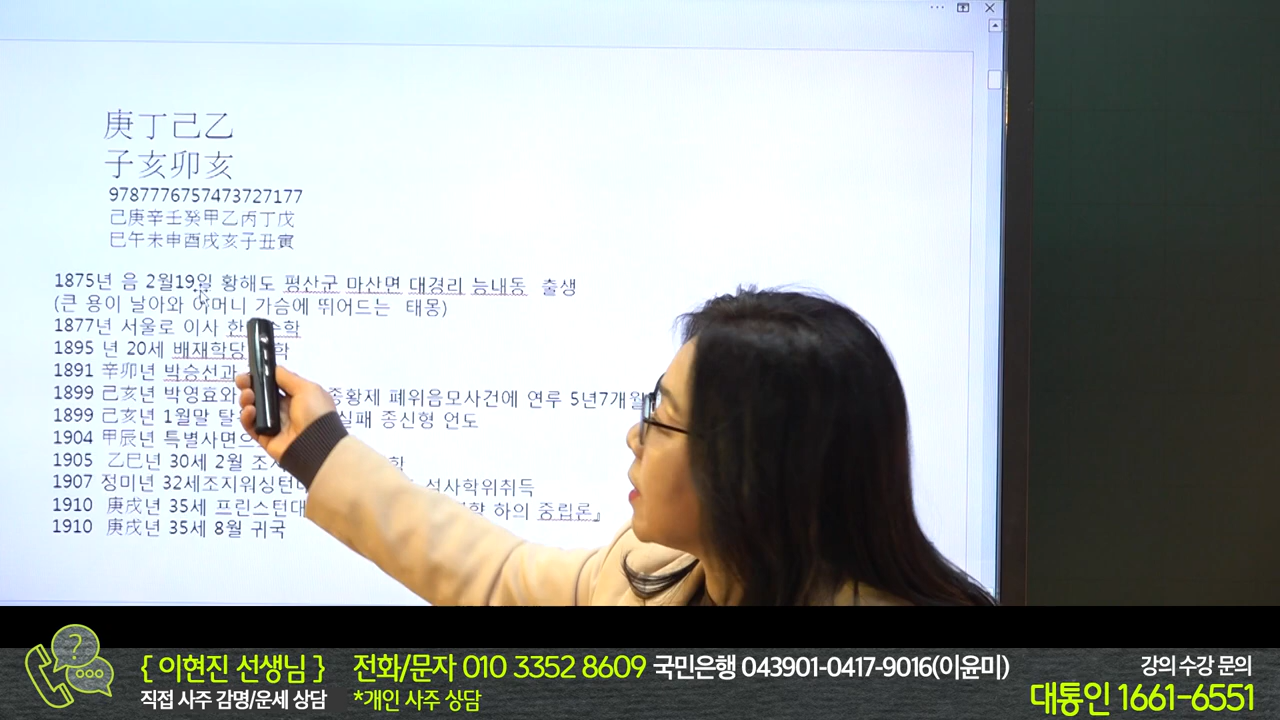 庚丁己乙
子亥卯亥
9787776757473727177
己庚辛壬癸甲乙丙丁戊
巳午未申酉戌亥子丑寅
1875년 음 2월19일 황해도 평산군 마산면 대경리 능내동 출생
(큰 용이 날아와 어머니 가슴에 뛰어드는 태몽)
1877년 서울로 이사 한 수학
1895 년 20세 배재학당 학
1891 辛卯년 박승선과
1899 己亥년 박영효와 종황제 폐위음모사건에 연루 5년7개월
1899 己亥년 1월말 탈 실패 종신형 언도
1904 甲辰년 특별사면으
1905 乙巳년 30세 2월 조지 학
1907 정미년 32세조지워싱턴대 석사학위취득
1910 庚戌년 35세 프린스턴대 하의 중립론』
1910 庚戌년 35세 8월 귀국
{ 이현진 선생님 } 전화/문자 010 3352 8609 국민은행 043901-0417-9016(이윤미) 강의 수강 문의
직접 사주 감명/운세 상담 *개인 사주 상담 대통인 1661-6551